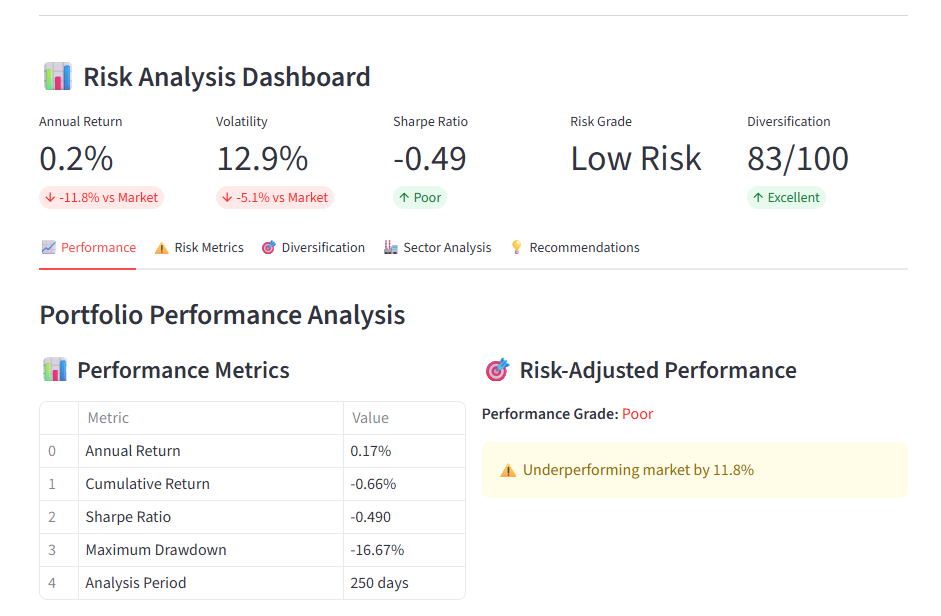 Risk Analysis Dashboard
Annual Return
Volatility
Sharpe Ratio
Risk Grade
Diversification
0.2%
12.9%
-0.49
Low Risk
83/100
↓ -11.8% vs Market
↓ -5.1% vs Market
↑ Poor
↑ Excellent
Performance
Risk Metrics
Diversification
Sector Analysis
Recommendations
Portfolio Performance Analysis
Performance Metrics
Metric Value
0 Annual Return 0.17%
1 Cumulative Return -0.66%
2 Sharpe Ratio -0.490
3 Maximum Drawdown -16.67%
4 Analysis Period 250 days
Risk-Adjusted Performance
Performance Grade: Poor
Underperforming market by 11.8%